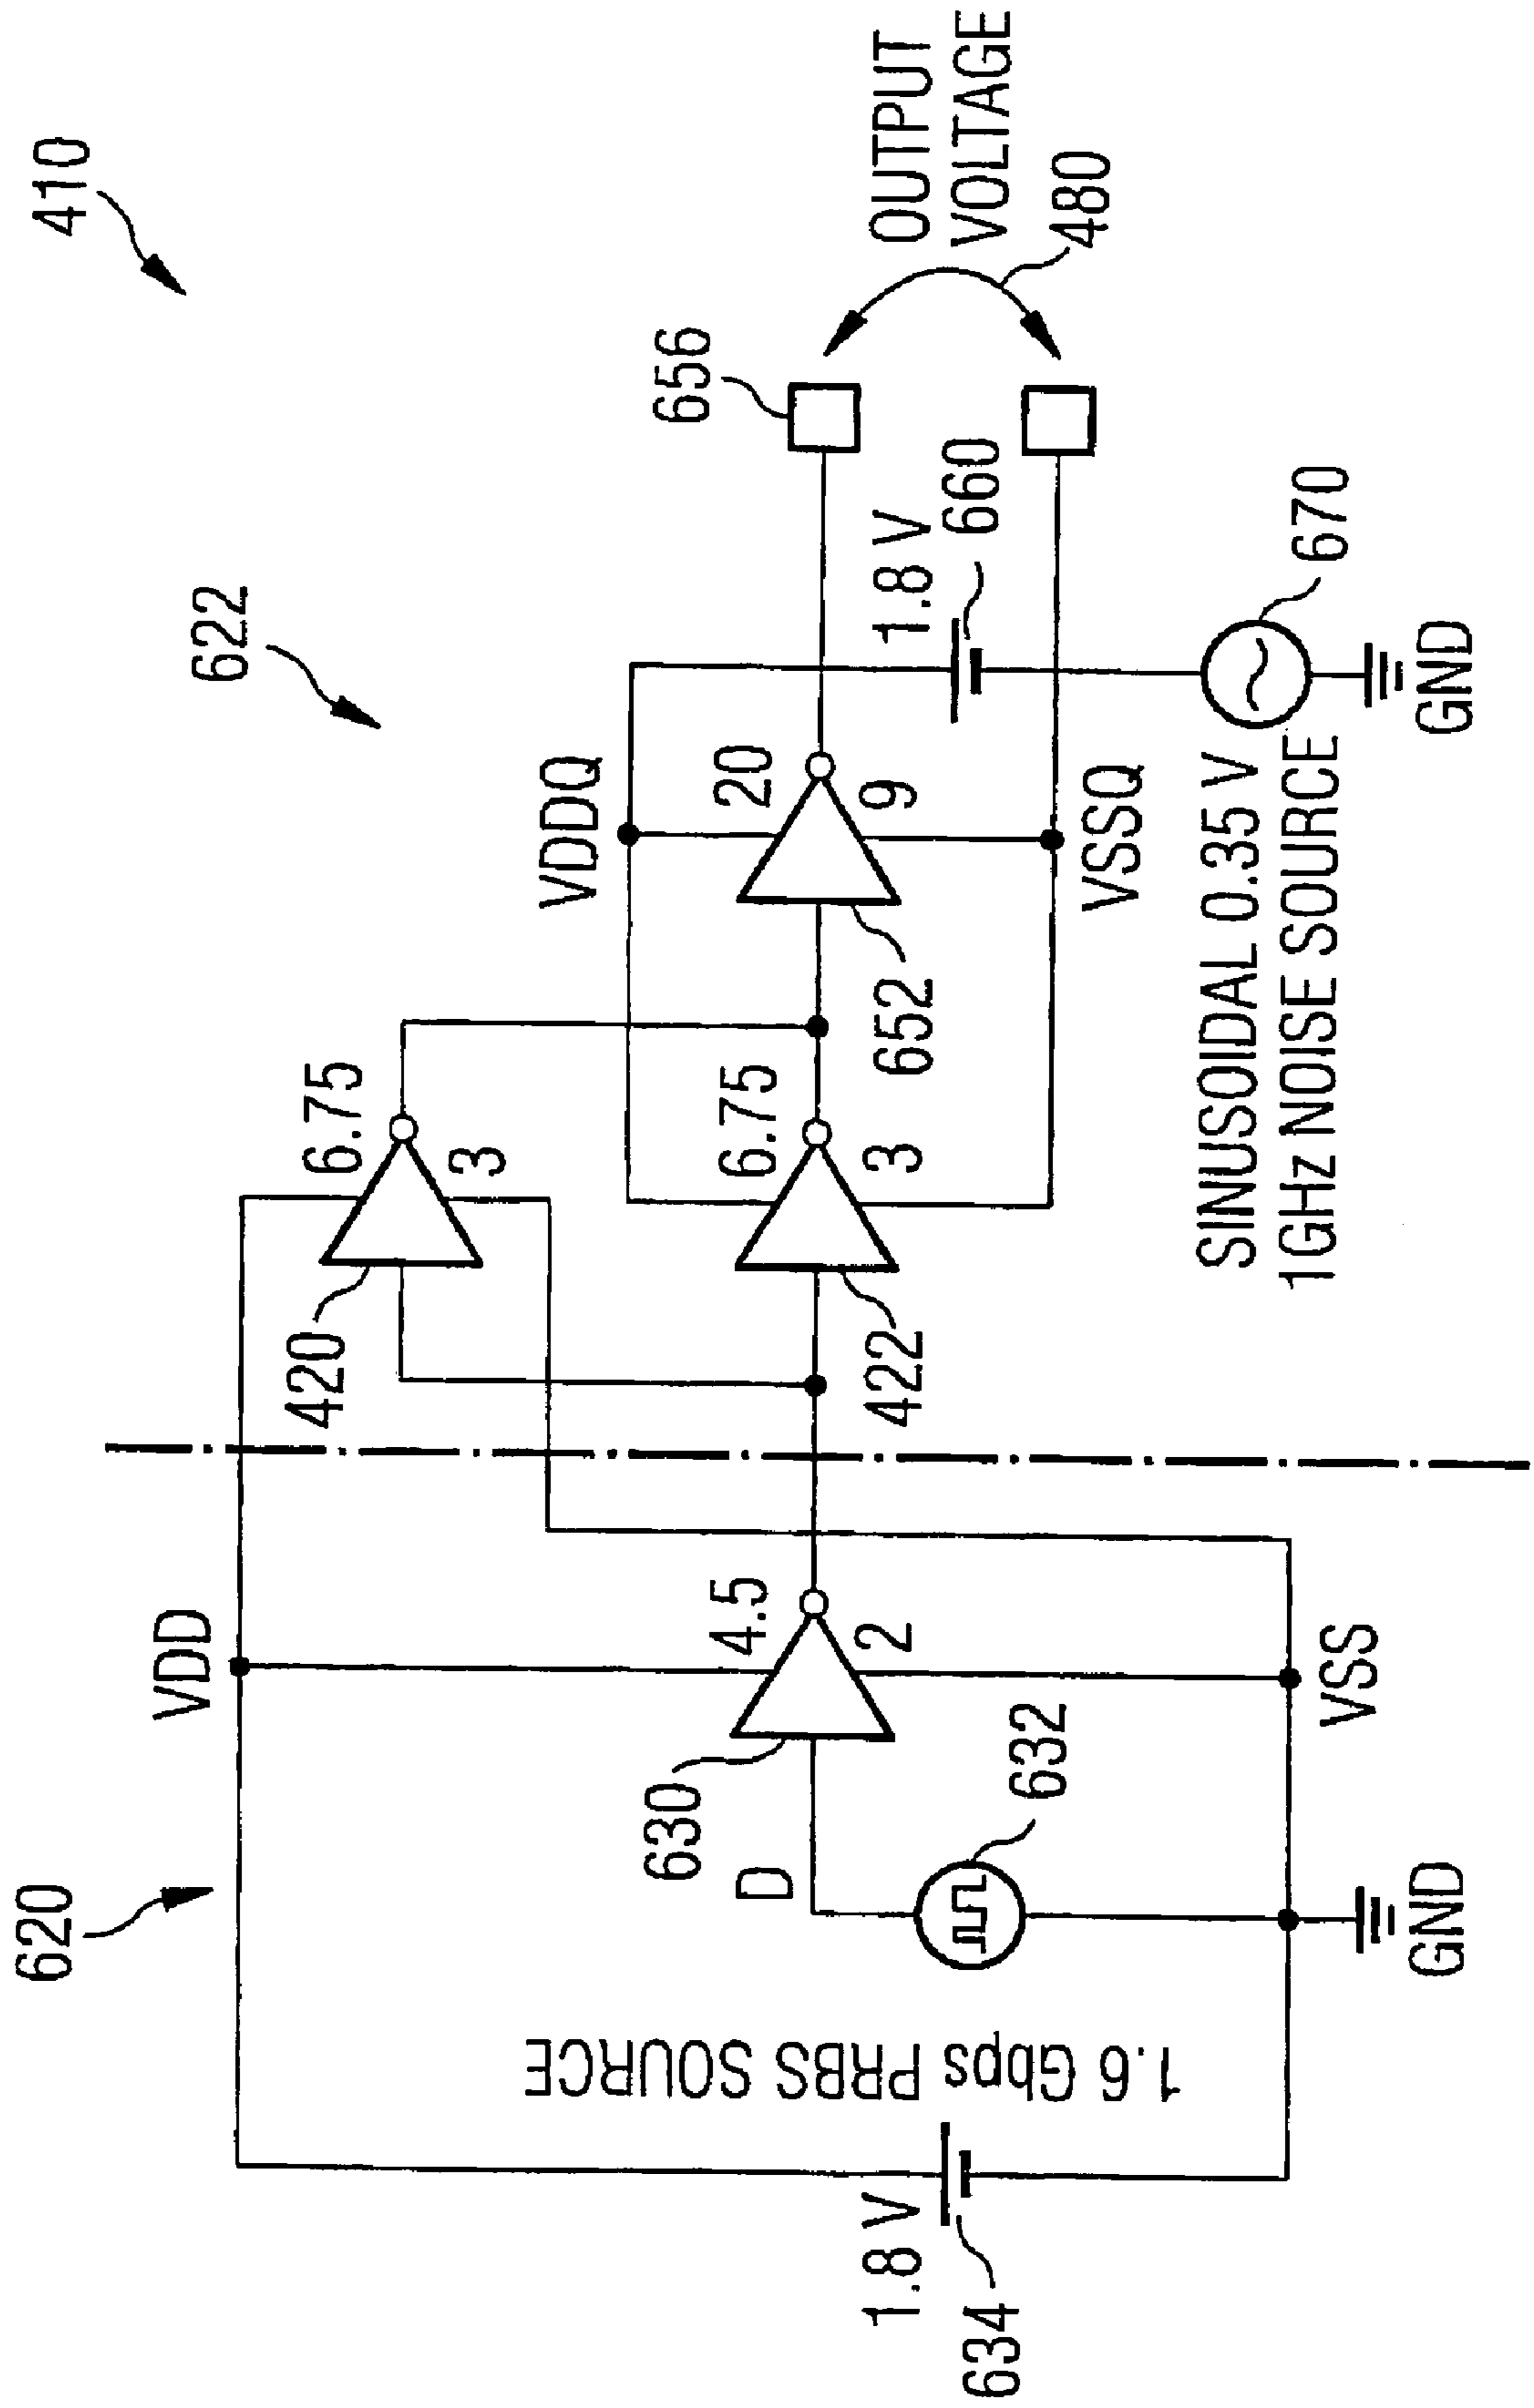 410
620
622
VDD
420
6.75
3
VDDQ
656
OUTPUT
VOLTAGE
480
630
4.5
2
D
632
422
6.75
3
652
20
9
1.8 V
660
1.6 Gbps PRBS SOURCE
1.8 V
634
VSSQ
VSS
GND
SINUSOIDAL 0.35 V
1GHz NOISE SOURCE
670
GND